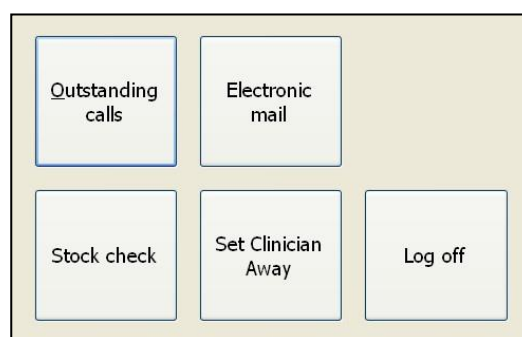 Outstanding
calls
Electronic
mail
Stock check
Set Clinician
Away
Log off